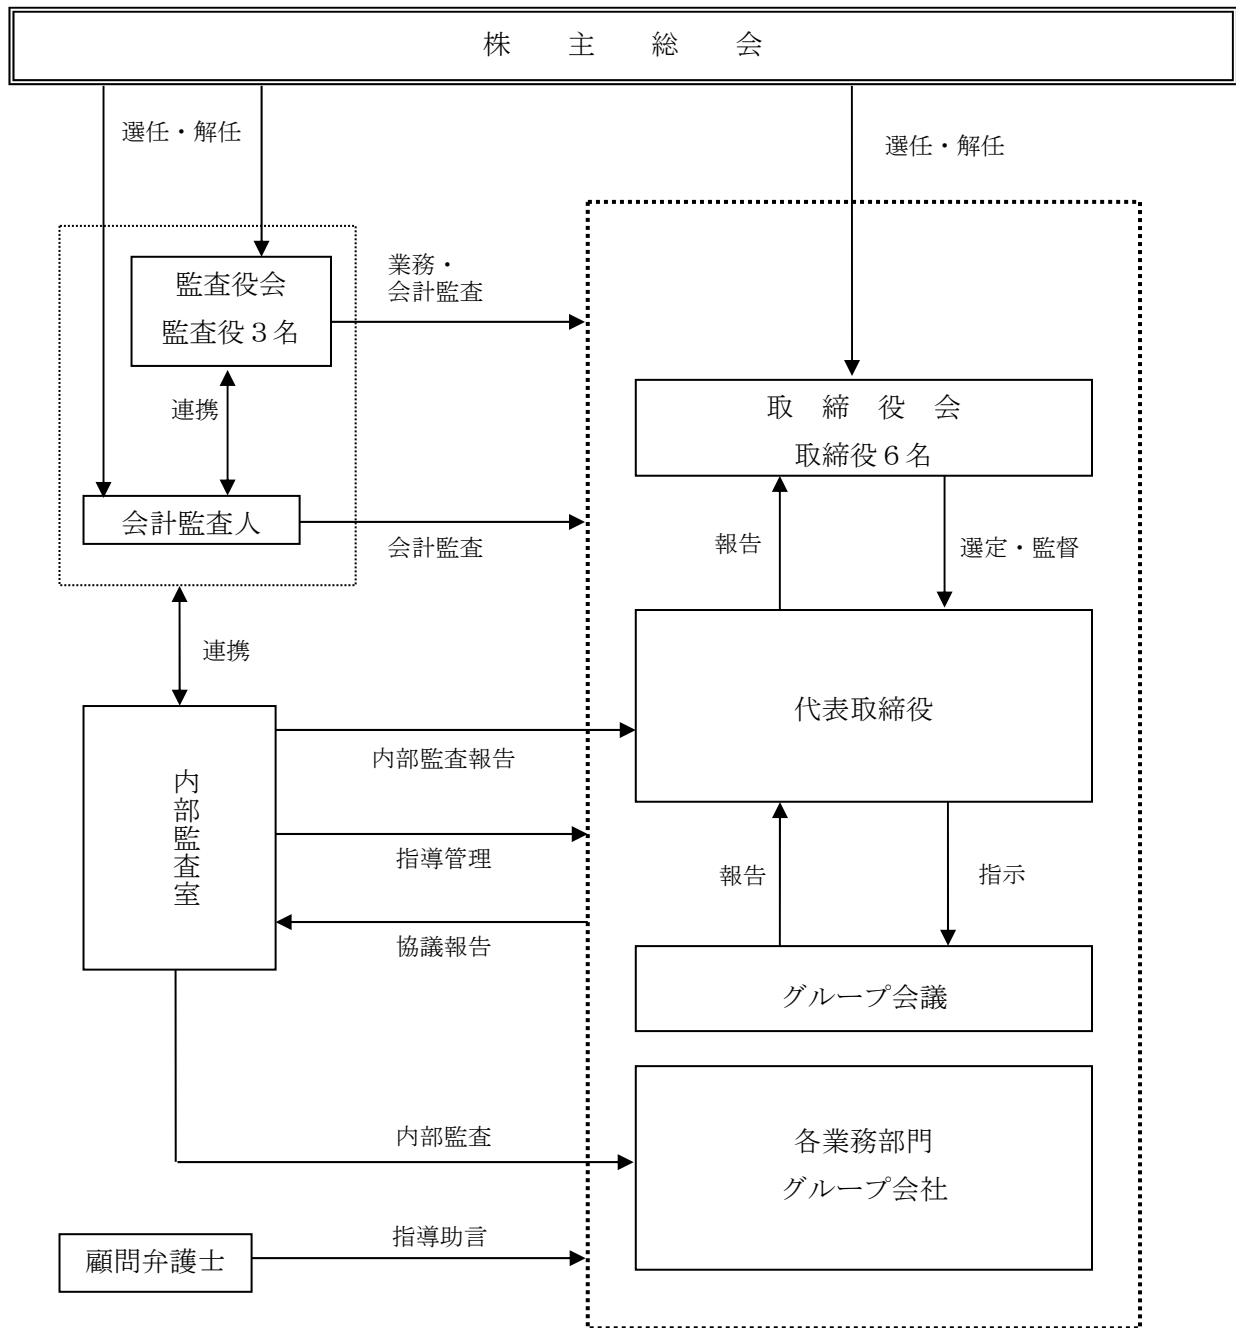 株　主　総　会
選任・解任
選任・解任
監査役会
監査役３名
業務・
会計監査
連携
取　締　役　会
取締役６名
会計監査人
会計監査
報告
選定・監督
連携
代表取締役
内部監査報告
内部監査室
指導管理
報告
指示
協議報告
グループ会議
内部監査
各業務部門
グループ会社
顧問弁護士
指導助言